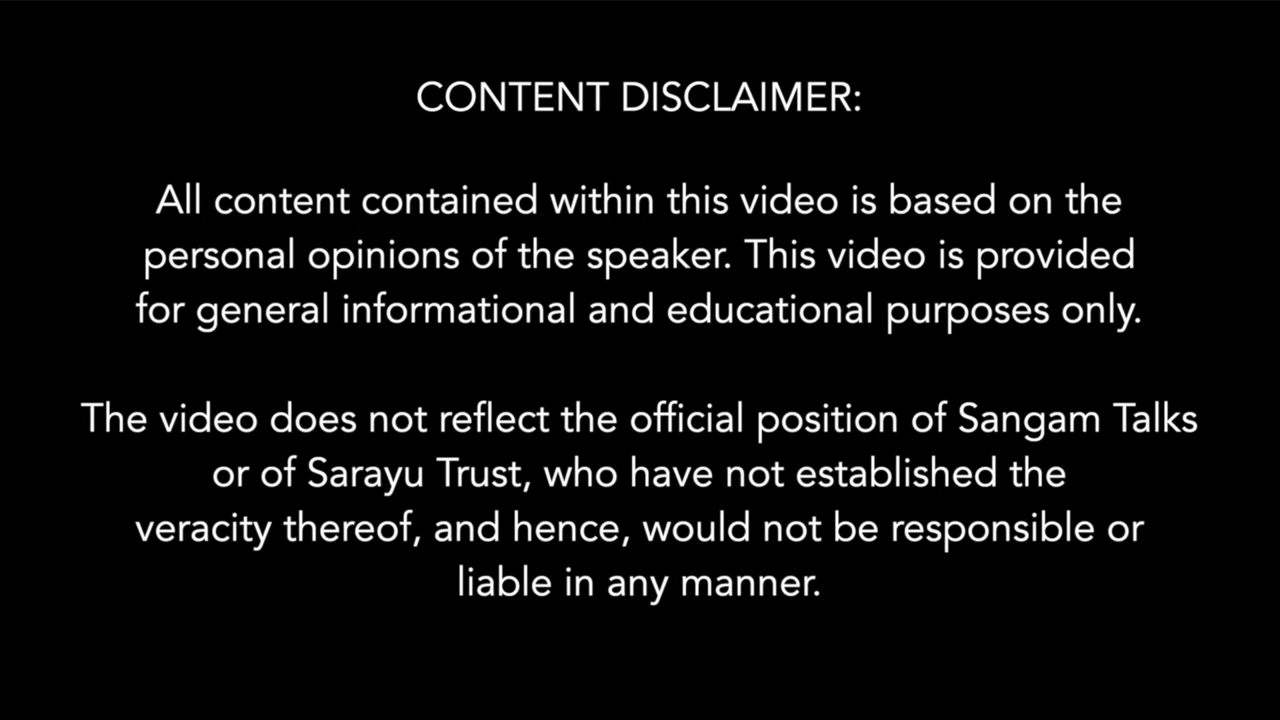 CONTENT DISCLAIMER:
All content contained within this video is based on the
personal opinions of the speaker. This video is provided
for general informational and educational purposes only.
The video does not reflect the official position of Sangam Talks
or of Sarayu Trust, who have not established the
veracity thereof, and hence, would not be responsible or
liable in any manner.